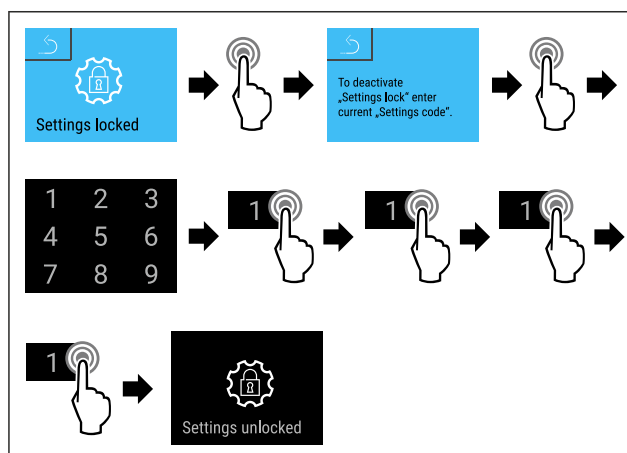 Settings locked
To deactivate
„Settings lock“ enter
current „Settings code“.
1 2 3
4 5 6
7 8 9
1
1
1
1
Settings unlocked